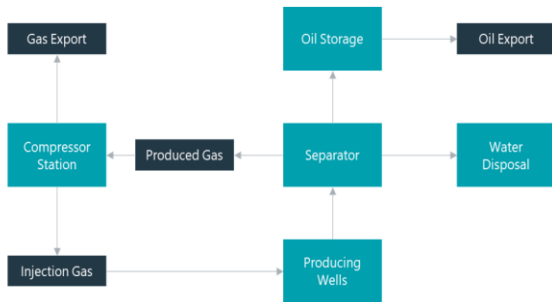 Gas Export
Oil Storage
Oil Export
Compressor
Station
Produced Gas
Separator
Water
Disposal
Injection Gas
Producing
Wells